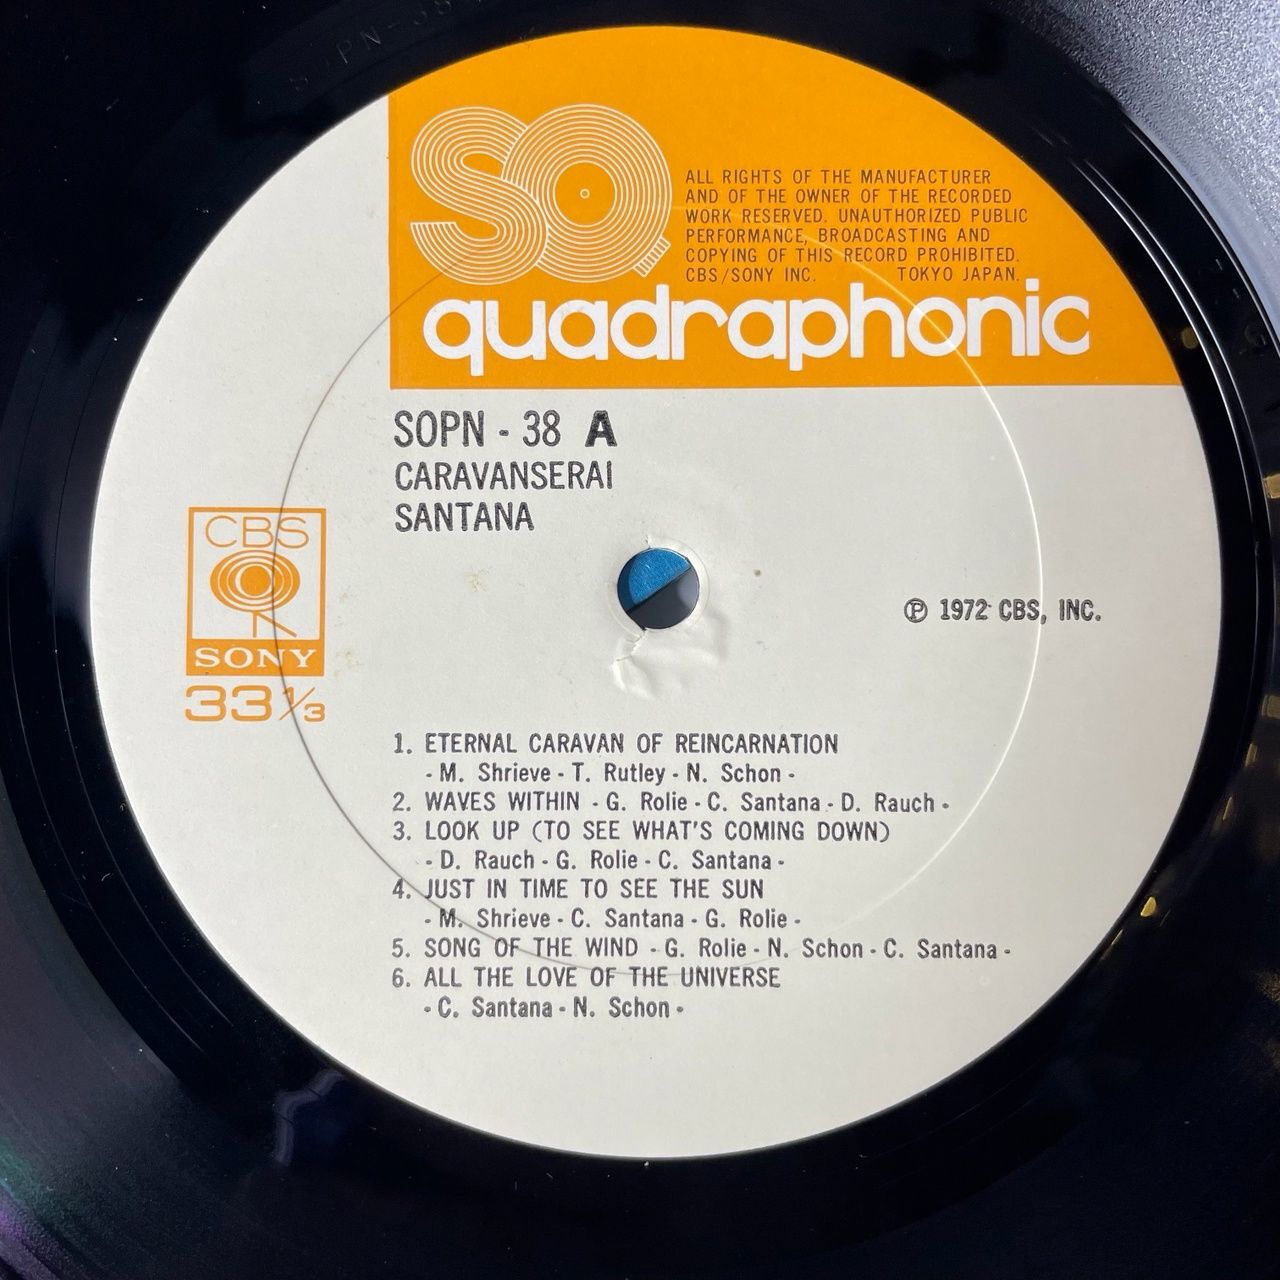 SOPN-38
SQ
ALL RIGHTS OF THE MANUFACTURER
AND OF THE OWNER OF THE RECORDED
WORK RESERVED. UNAUTHORIZED PUBLIC
PERFORMANCE, BROADCASTING AND
COPYING OF THIS RECORD PROHIBITED.
CBS/SONY INC. TOKYO JAPAN.
quadraphonic
SOPN - 38 A
CARAVANSERAI
SANTANA
CBS
SONY
33 1/3
Ⓟ 1972 CBS, INC.
1. ETERNAL CARAVAN OF REINCARNATION
- M. Shrieve - T. Rutley - N. Schon -
2. WAVES WITHIN - G. Rolie - C. Santana - D. Rauch -
3. LOOK UP (TO SEE WHAT'S COMING DOWN)
- D. Rauch - G. Rolie - C. Santana -
4. JUST IN TIME TO SEE THE SUN
- M. Shrieve - C. Santana - G. Rolie -
5. SONG OF THE WIND - G. Rolie - N. Schon - C. Santana -
6. ALL THE LOVE OF THE UNIVERSE
- C. Santana - N. Schon -